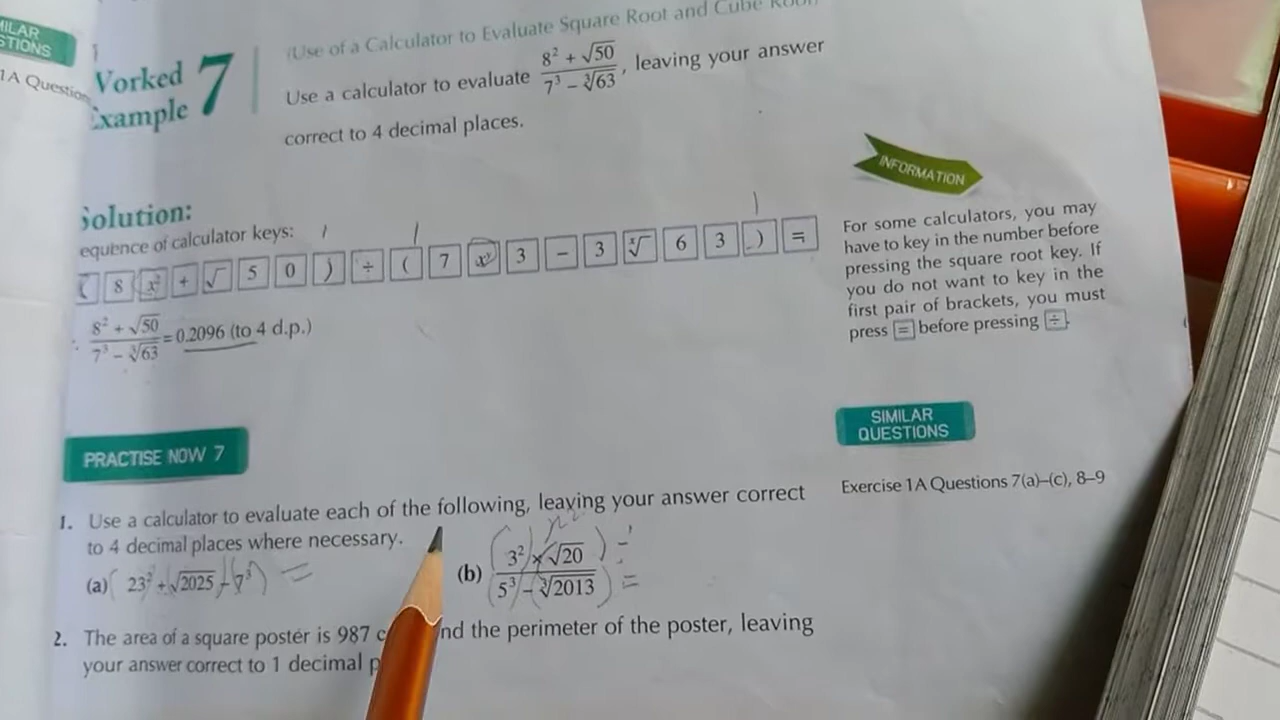 STIONS
1A Question
Worked
Example 7
(Use of a Calculator to Evaluate Square Root and Cube Root)
Use a calculator to evaluate (8² + √50)/(7³ − ∛63), leaving your answer
correct to 4 decimal places.
INFORMATION
Solution:
equence of calculator keys:
( 8 x² + √ 5 0 ) ÷ ( 7 xʸ 3 − 3 ˣ√ 6 3 ) =
(8² + √50)/(7³ − ∛63) = 0.2096 (to 4 d.p.)
For some calculators, you may
have to key in the number before
pressing the square root key. If
you do not want to key in the
first pair of brackets, you must
press = before pressing ÷.
PRACTISE NOW 7
SIMILAR
QUESTIONS
Exercise 1A Questions 7(a)–(c), 8–9
1. Use a calculator to evaluate each of the following, leaving your answer correct
to 4 decimal places where necessary.
(a) 23² + √2025 − 7³ =
(b) (3² × √20)/(5³ − ∛2013) =
2. The area of a square poster is 987 nd the perimeter of the poster, leaving
your answer correct to 1 decimal